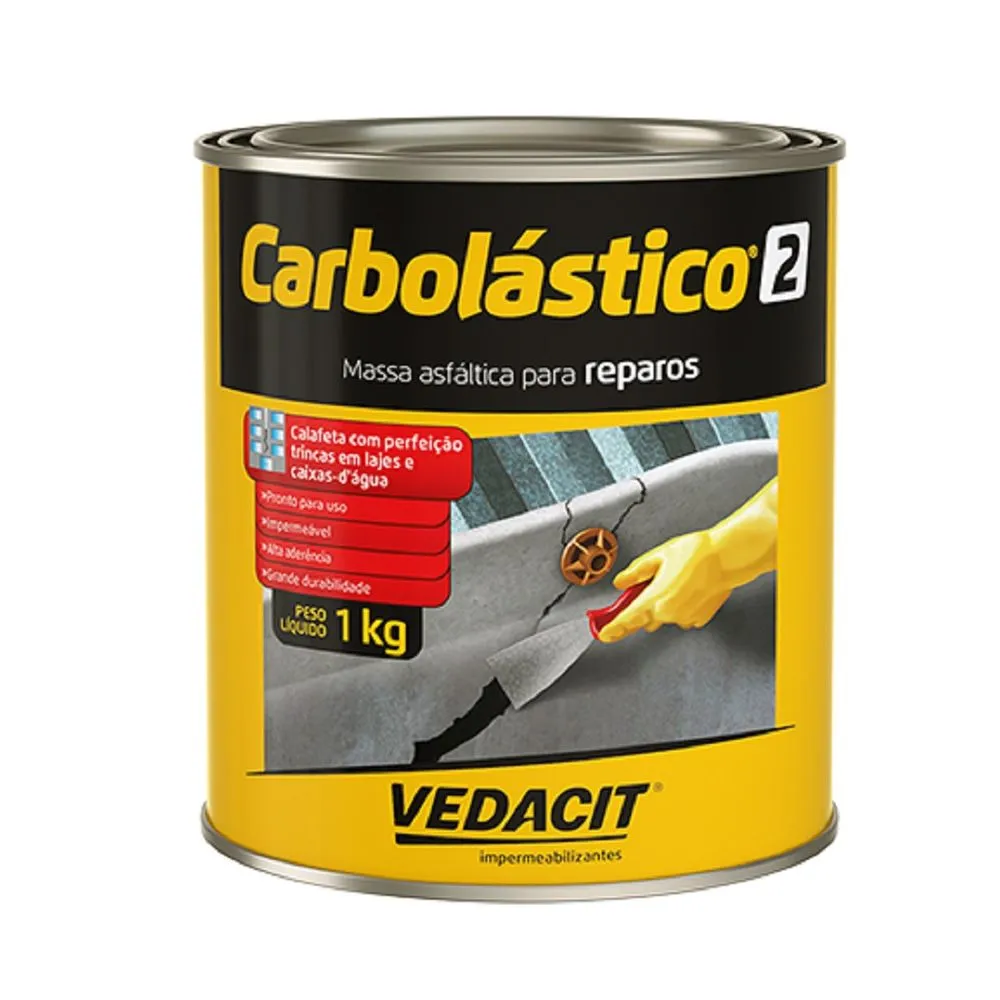 Carbolástico® 2
Massa asfáltica para reparos
Calafeta com perfeição
trincas em lajes e
caixas-d'água
»Pronto para uso
»Impermeável
»Alta aderência
»Grande durabilidade
PESO
LÍQUIDO 1 kg
VEDACIT®
impermeabilizantes